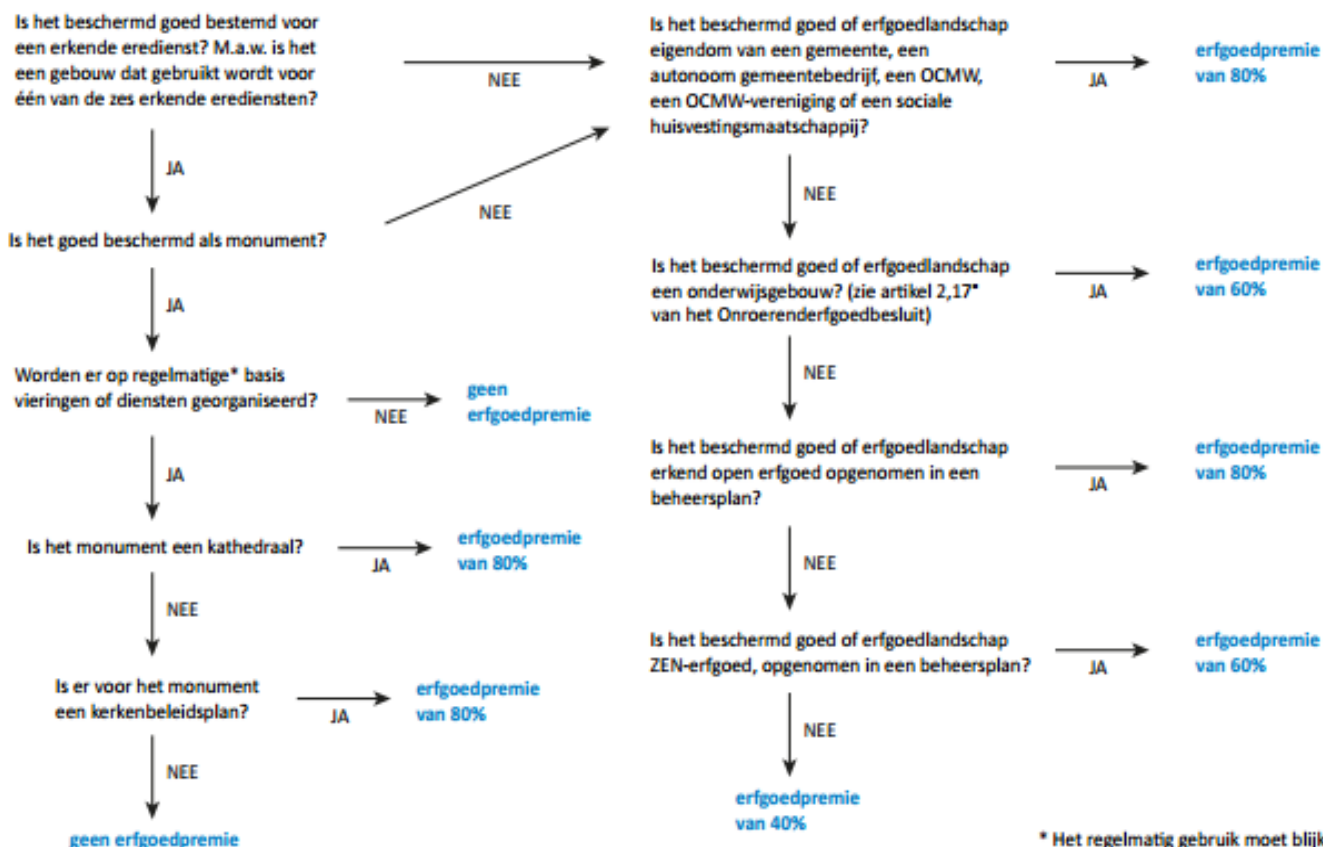 Is het beschermd goed bestemd voor
een erkende eredienst? M.a.w. is het
een gebouw dat gebruikt wordt voor
één van de zes erkende erediensten?
NEE
JA
Is het goed beschermd als monument?
NEE
JA
Worden er op regelmatige* basis
vieringen of diensten georganiseerd?
NEE
geen
erfgoedpremie
JA
Is het monument een kathedraal?
JA
erfgoedpremie
van 80%
NEE
Is er voor het monument
een kerkenbeleidsplan?
JA
erfgoedpremie
van 80%
NEE
geen erfgoedpremie
Is het beschermd goed of erfgoedlandschap
eigendom van een gemeente, een
autonoom gemeentebedrijf, een OCMW,
een OCMW-vereniging of een sociale
huisvestingsmaatschappij?
JA
erfgoedpremie
van 80%
NEE
Is het beschermd goed of erfgoedlandschap
een onderwijsgebouw? (zie artikel 2,17°
van het Onroerenderfgoedbesluit)
JA
erfgoedpremie
van 60%
NEE
Is het beschermd goed of erfgoedlandschap
erkend open erfgoed opgenomen in een
beheersplan?
JA
erfgoedpremie
van 80%
NEE
Is het beschermd goed of erfgoedlandschap
ZEN-erfgoed, opgenomen in een beheersplan?
JA
erfgoedpremie
van 60%
NEE
erfgoedpremie
van 40%
* Het regelmatig gebruik moet blijk